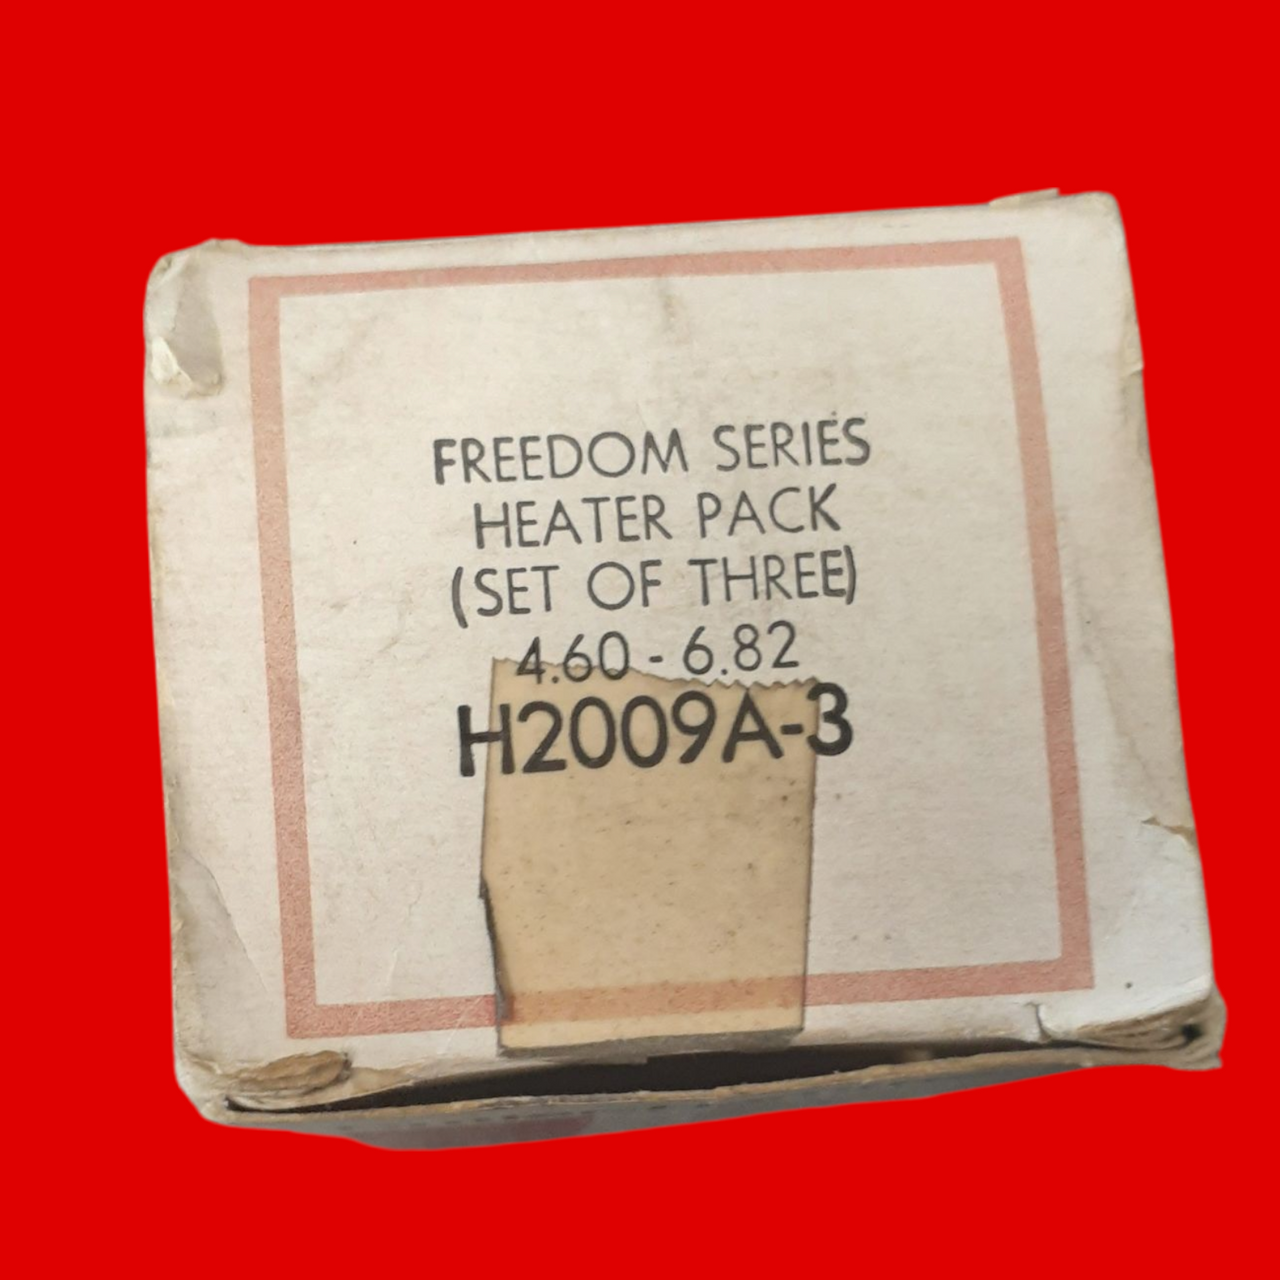 FREEDOM SERIES
HEATER PACK
(SET OF THREE)
4.60 - 6.82
H2009A-3